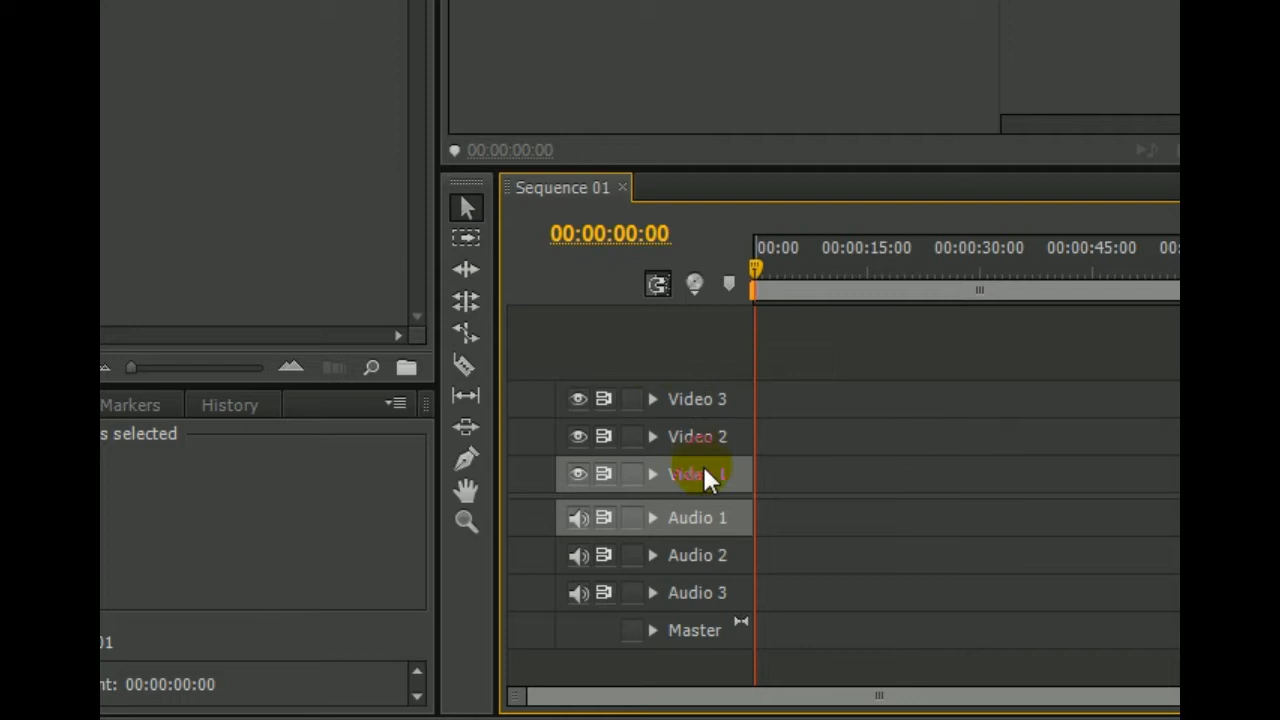 00:00:00:00
Sequence 01
00:00:00:00
00:00 00:00:15:00 00:00:30:00 00:00:45:00 00:
Markers History
s selected
Video 3
Video 2
Video 1
Audio 1
Audio 2
Audio 3
Master
01
nt: 00:00:00:00